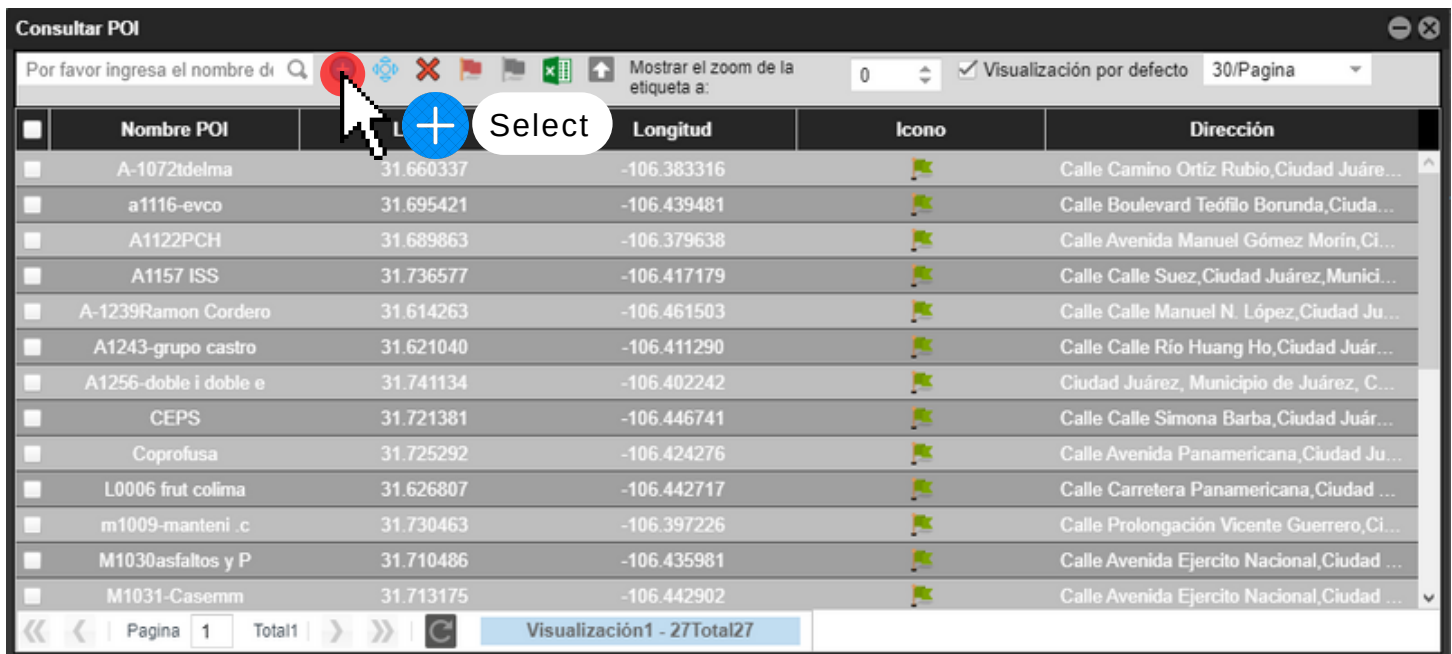 Consultar POI
Por favor ingresa el nombre d
Mostrar el zoom de la
etiqueta a:
0
Visualización por defecto
30/Pagina
Select
Nombre POI L Longitud Icono Dirección
A-1072tdelma 31.660337 -106.383316 Calle Camino Ortíz Rubio,Ciudad Juáre...
a1116-evco 31.695421 -106.439481 Calle Boulevard Teófilo Borunda,Ciuda...
A1122PCH 31.689863 -106.379638 Calle Avenida Manuel Gómez Morín,Ci...
A1157 ISS 31.736577 -106.417179 Calle Calle Suez,Ciudad Juárez,Munici...
A-1239Ramon Cordero 31.614263 -106.461503 Calle Calle Manuel N. López,Ciudad Ju...
A1243-grupo castro 31.621040 -106.411290 Calle Calle Río Huang Ho,Ciudad Juár...
A1256-doble i doble e 31.741134 -106.402242 Ciudad Juárez, Municipio de Juárez, C...
CEPS 31.721381 -106.446741 Calle Calle Simona Barba,Ciudad Juár...
Coprofusa 31.725292 -106.424276 Calle Avenida Panamericana,Ciudad Ju...
L0006 frut colima 31.626807 -106.442717 Calle Carretera Panamericana,Ciudad ...
m1009-manteni .c 31.730463 -106.397226 Calle Prolongación Vicente Guerrero,Ci...
M1030asfaltos y P 31.710486 -106.435981 Calle Avenida Ejercito Nacional,Ciudad ...
M1031-Casemm 31.713175 -106.442902 Calle Avenida Ejercito Nacional,Ciudad ...
Pagina 1 Total1 Visualización1 - 27Total27